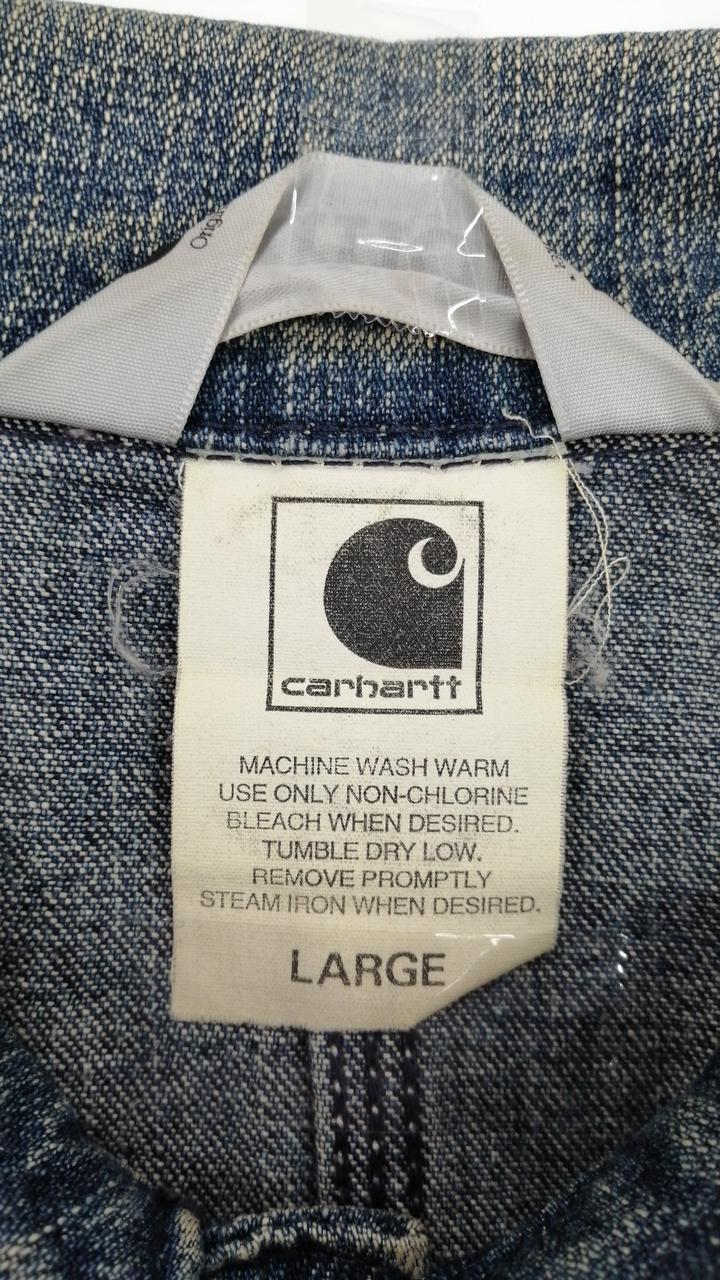 carhartt
MACHINE WASH WARM
USE ONLY NON-CHLORINE
BLEACH WHEN DESIRED.
TUMBLE DRY LOW.
REMOVE PROMPTLY
STEAM IRON WHEN DESIRED.
LARGE